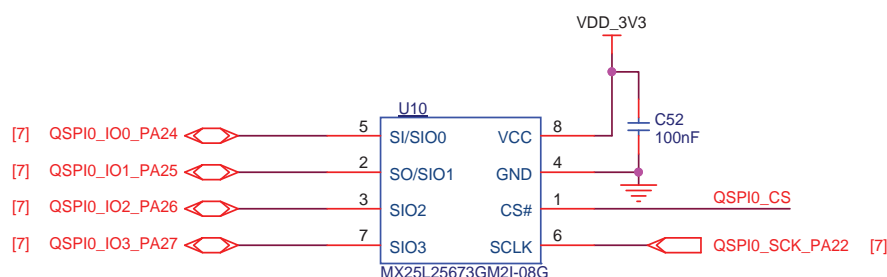 VDD_3V3
U10
C52
100nF
[7] QSPI0_IO0_PA24 5 SI/SIO0 VCC 8
[7] QSPI0_IO1_PA25 2 SO/SIO1 GND 4
[7] QSPI0_IO2_PA26 3 SIO2 CS# 1 QSPI0_CS
[7] QSPI0_IO3_PA27 7 SIO3 SCLK 6 QSPI0_SCK_PA22 [7]
MX25L25673GM2I-08G